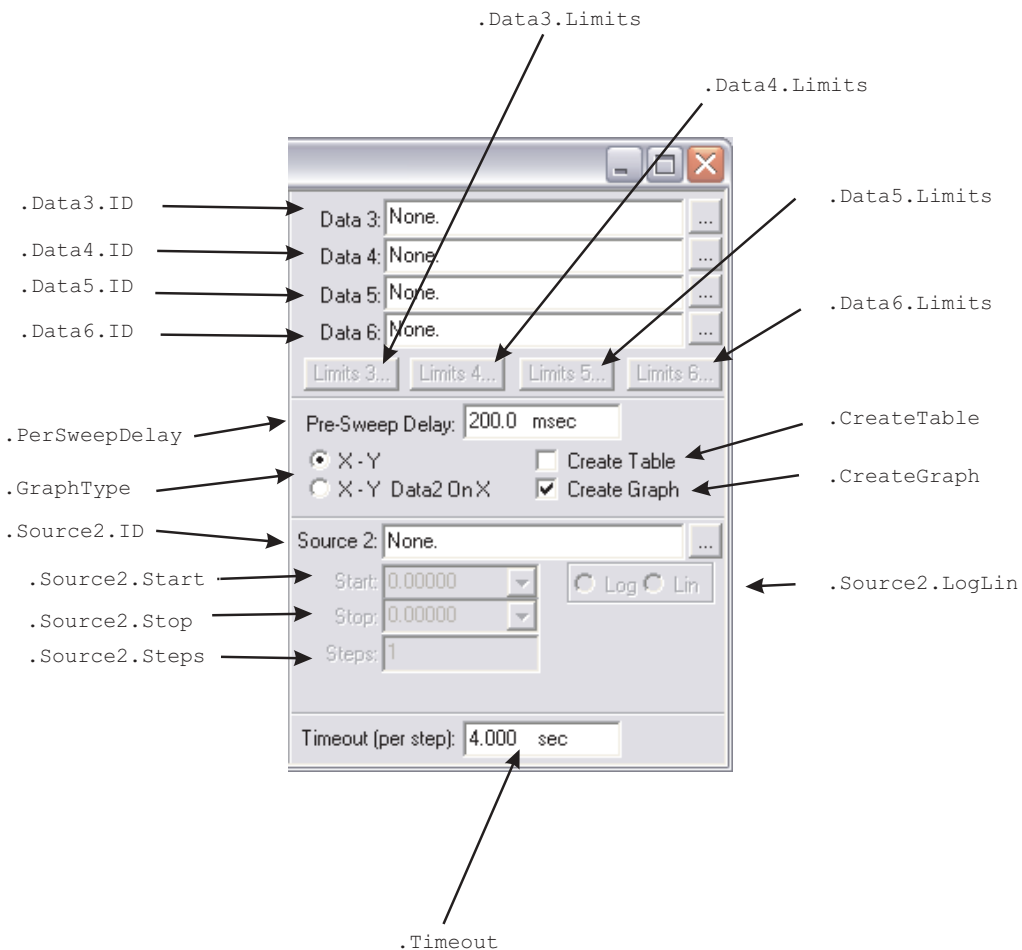 .Data3.Limits
.Data4.Limits
.Data3.ID
.Data4.ID
.Data5.ID
.Data6.ID
Data 3: None. ...
Data 4: None. ...
Data 5: None. ...
Data 6: None. ...
.Data5.Limits
.Data6.Limits
Limits 3... Limits 4... Limits 5... Limits 6...
.PerSweepDelay
Pre-Sweep Delay: 200.0 msec
.CreateTable
X - Y Create Table
.GraphType
X - Y Data2 On X Create Graph
.CreateGraph
.Source2.ID
Source 2: None. ...
.Source2.Start
Start: 0.00000 Log Lin
.Source2.LogLin
.Source2.Stop
Stop: 0.00000
.Source2.Steps
Steps: 1
Timeout (per step): 4.000 sec
.Timeout